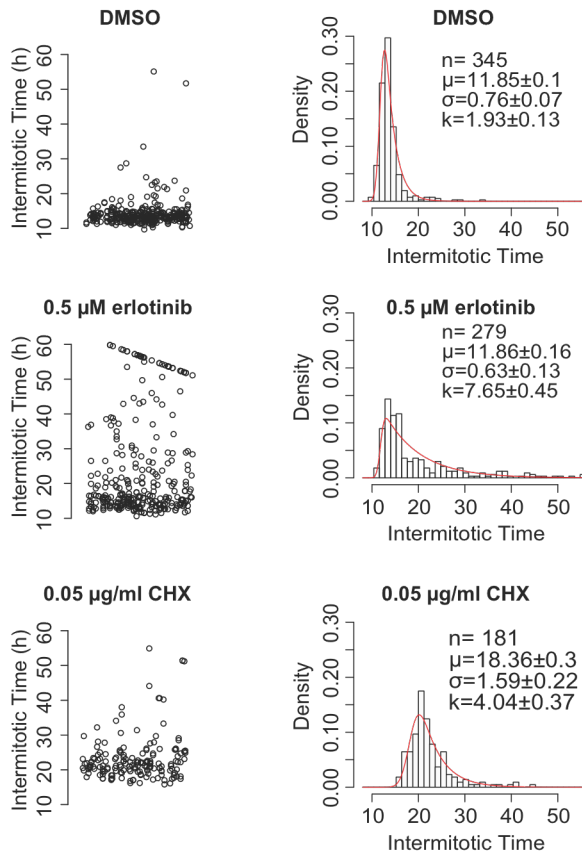 DMSO
Intermitotic Time (h)
60
50
40
30
20
10
DMSO
Density
0.30
0.20
0.10
0.00
n= 345
μ=11.85±0.1
σ=0.76±0.07
k=1.93±0.13
10 20 30 40 50
Intermitotic Time
0.5 μM erlotinib
Intermitotic Time (h)
60
50
40
30
20
10
0.5 μM erlotinib
Density
0.30
0.20
0.10
0.00
n= 279
μ=11.86±0.16
σ=0.63±0.13
k=7.65±0.45
10 20 30 40 50
Intermitotic Time
0.05 μg/ml CHX
Intermitotic Time (h)
60
50
40
30
20
10
0.05 μg/ml CHX
Density
0.30
0.20
0.10
0.00
n= 181
μ=18.36±0.3
σ=1.59±0.22
k=4.04±0.37
10 20 30 40 50
Intermitotic Time